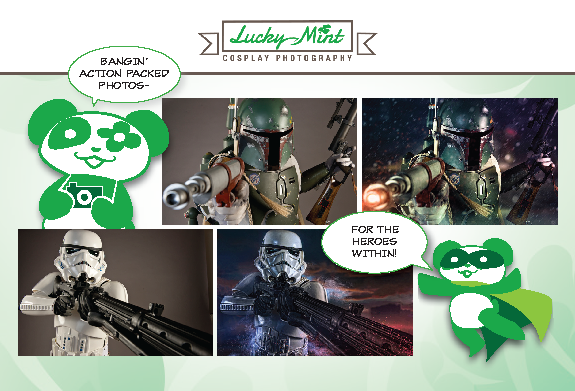 Lucky Mint
COSPLAY PHOTOGRAPHY
BANGIN'
ACTION PACKED
PHOTOS-
FOR THE
HEROES
WITHIN!